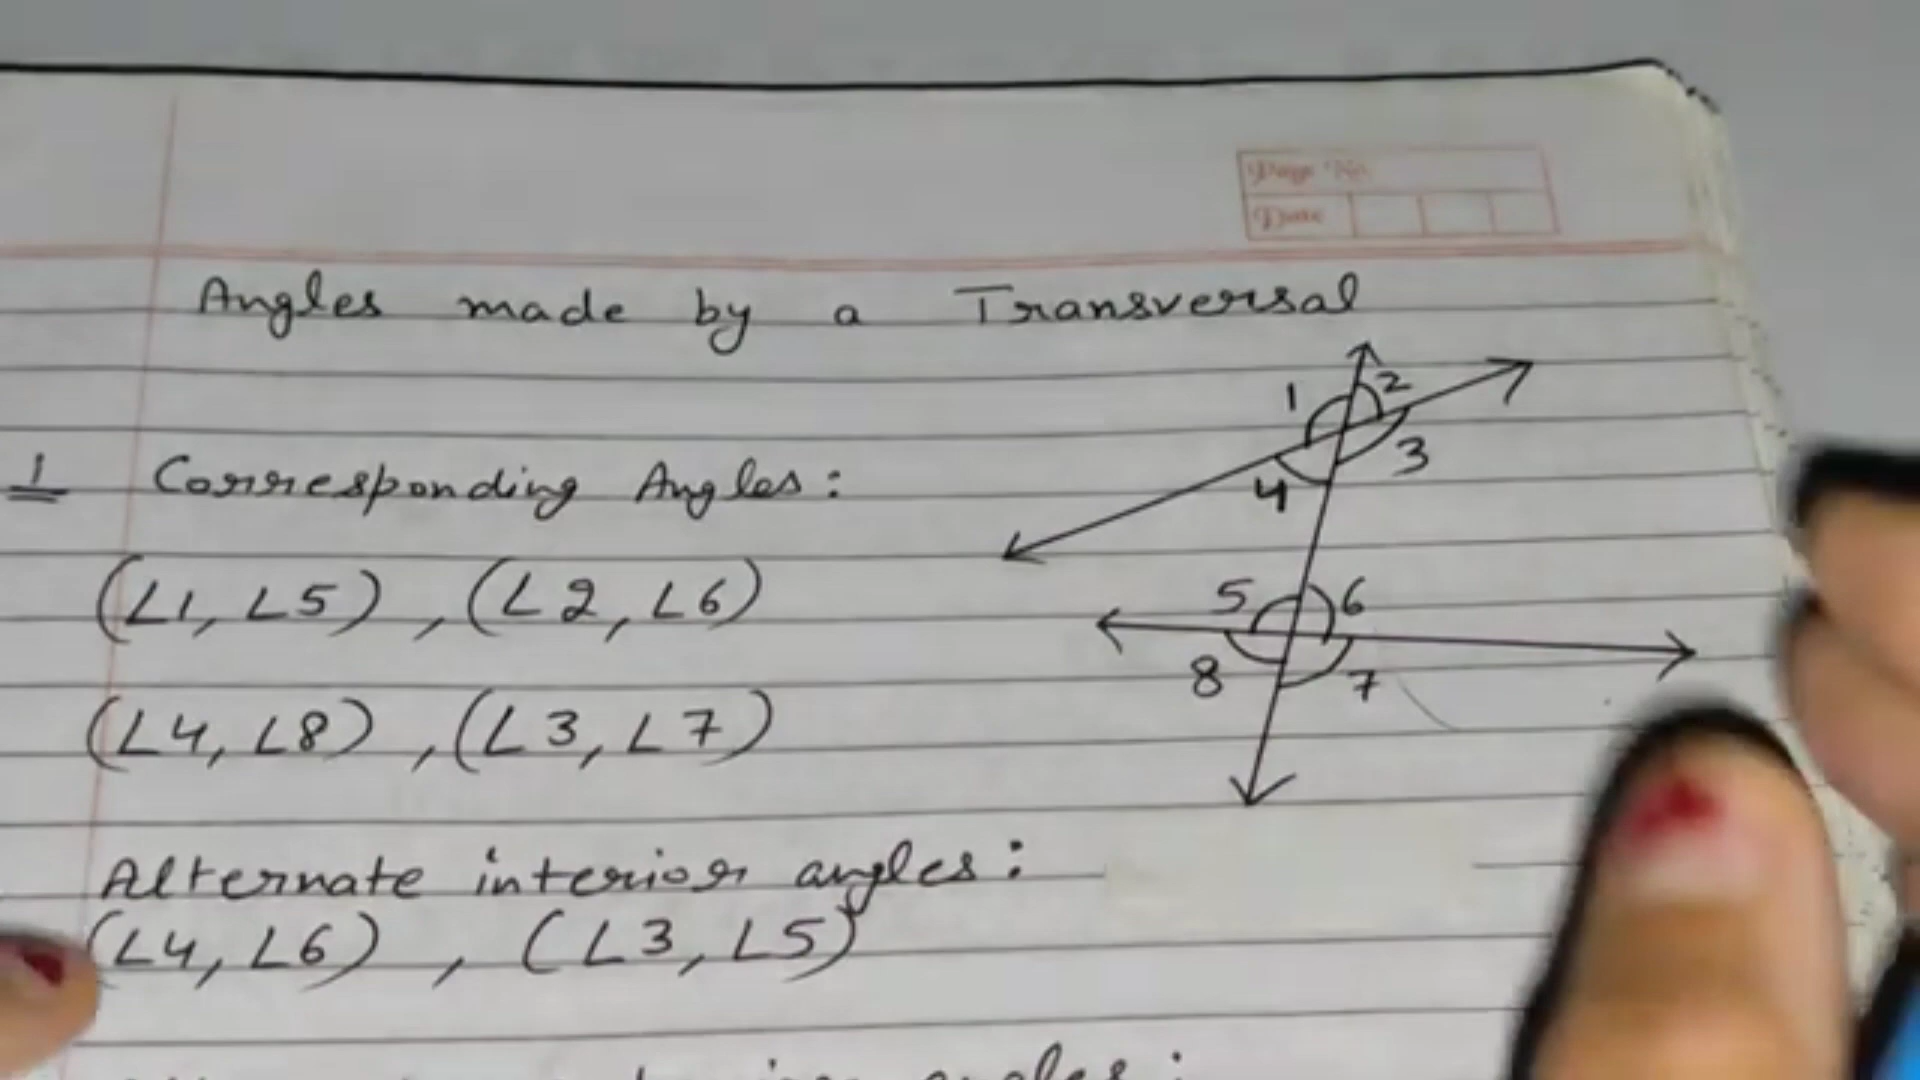 Page No.
Date
Angles made by a Transversal
1 2
3
4
1 Corresponding Angles:
(∠1, ∠5) , (∠2, ∠6)
5 6
8 7
(∠4, ∠8) , (∠3, ∠7)
Alternate interior angles:
(∠4, ∠6) , (∠3, ∠5)
angles: